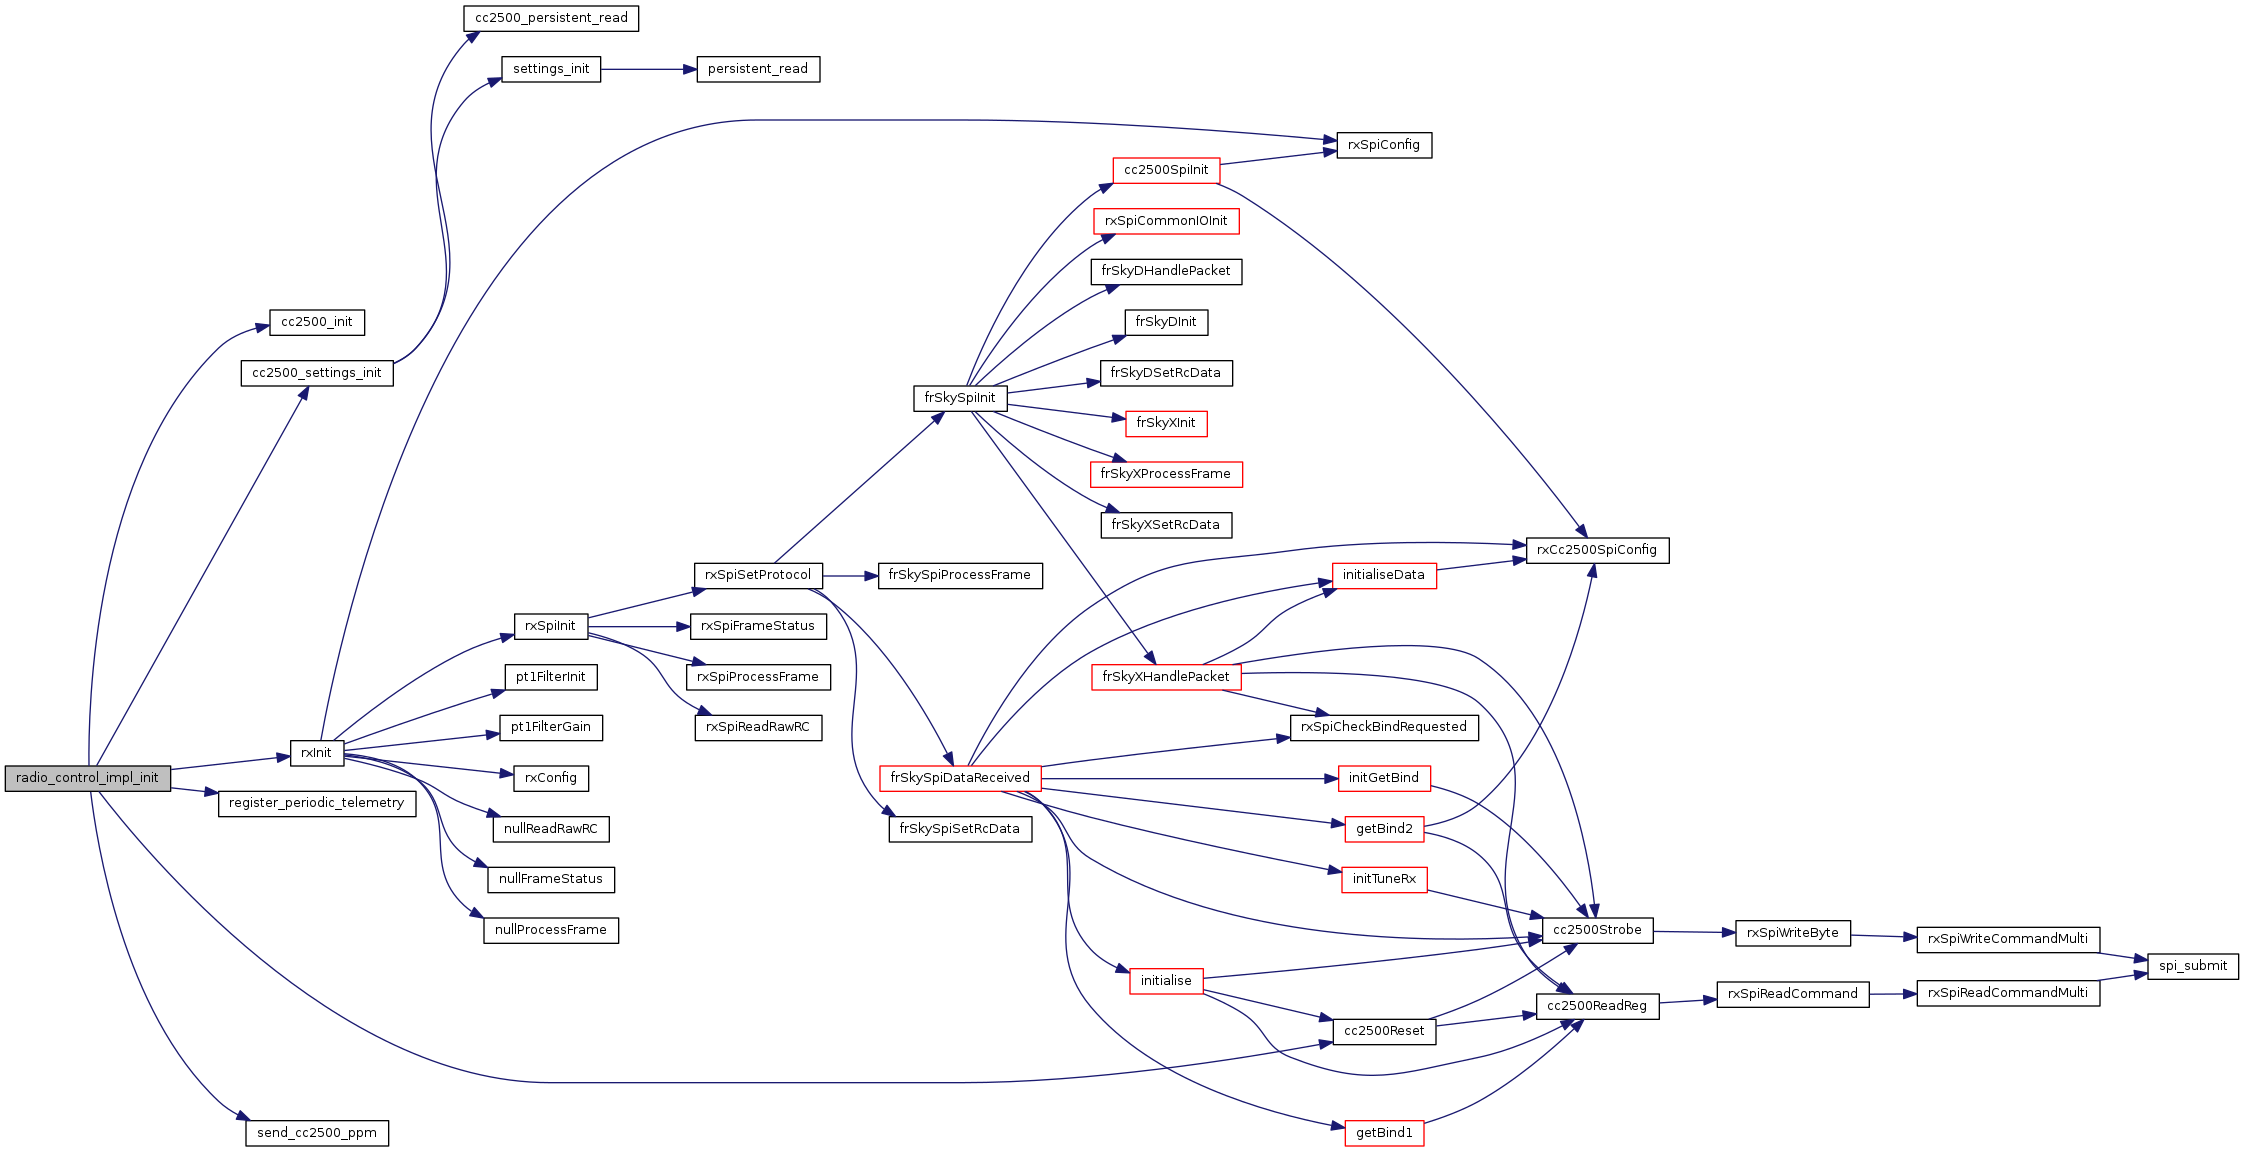 cc2500_persistent_read
settings_init
persistent_read
rxSpiConfig
cc2500SpiInit
rxSpiCommonIOInit
frSkyDHandlePacket
cc2500_init
frSkyDInit
cc2500_settings_init
frSkyDSetRcData
frSkySpiInit
frSkyXInit
frSkyXProcessFrame
frSkyXSetRcData
rxCc2500SpiConfig
rxSpiSetProtocol
frSkySpiProcessFrame
initialiseData
rxSpiInit
rxSpiFrameStatus
pt1FilterInit
rxSpiProcessFrame
frSkyXHandlePacket
pt1FilterGain
rxSpiReadRawRC
rxSpiCheckBindRequested
rxInit
radio_control_impl_init
rxConfig
frSkySpiDataReceived
initGetBind
register_periodic_telemetry
nullReadRawRC
frSkySpiSetRcData
getBind2
nullFrameStatus
initTuneRx
nullProcessFrame
cc2500Strobe
rxSpiWriteByte
rxSpiWriteCommandMulti
spi_submit
initialise
rxSpiReadCommand
rxSpiReadCommandMulti
cc2500ReadReg
cc2500Reset
send_cc2500_ppm
getBind1